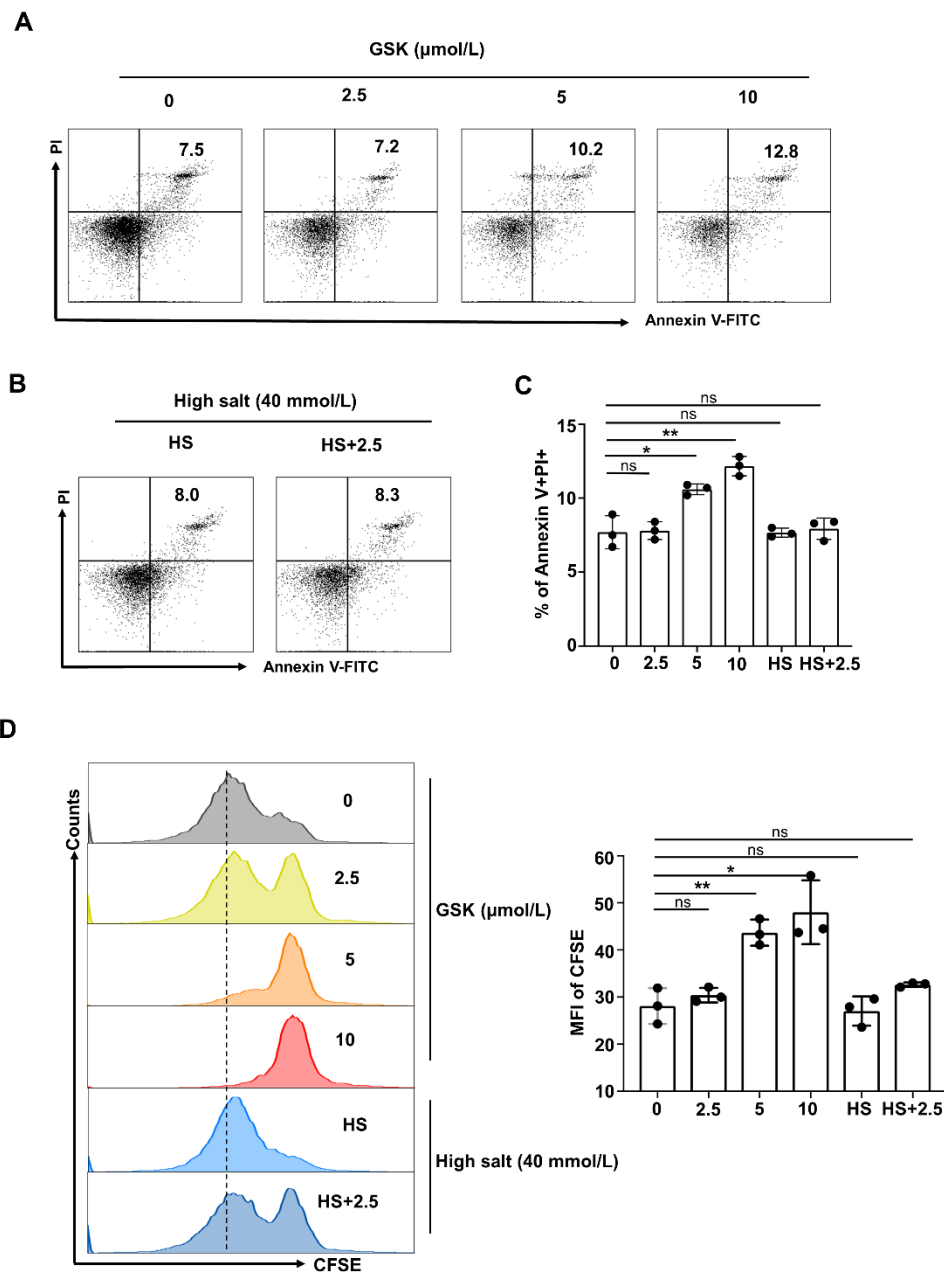 A
GSK (μmol/L)
0 2.5 5 10
PI
7.5 7.2 10.2 12.8
Annexin V-FITC
B
High salt (40 mmol/L)
HS HS+2.5
PI
8.0 8.3
Annexin V-FITC
C
ns
ns
**
*
ns
% of Annexin V+PI+
15
10
5
0
0 2.5 5 10 HS HS+2.5
D
Counts
0
2.5
5
10
HS
HS+2.5
CFSE
GSK (μmol/L)
High salt (40 mmol/L)
ns
ns
*
**
ns
MFI of CFSE
60
50
40
30
20
10
0 2.5 5 10 HS HS+2.5